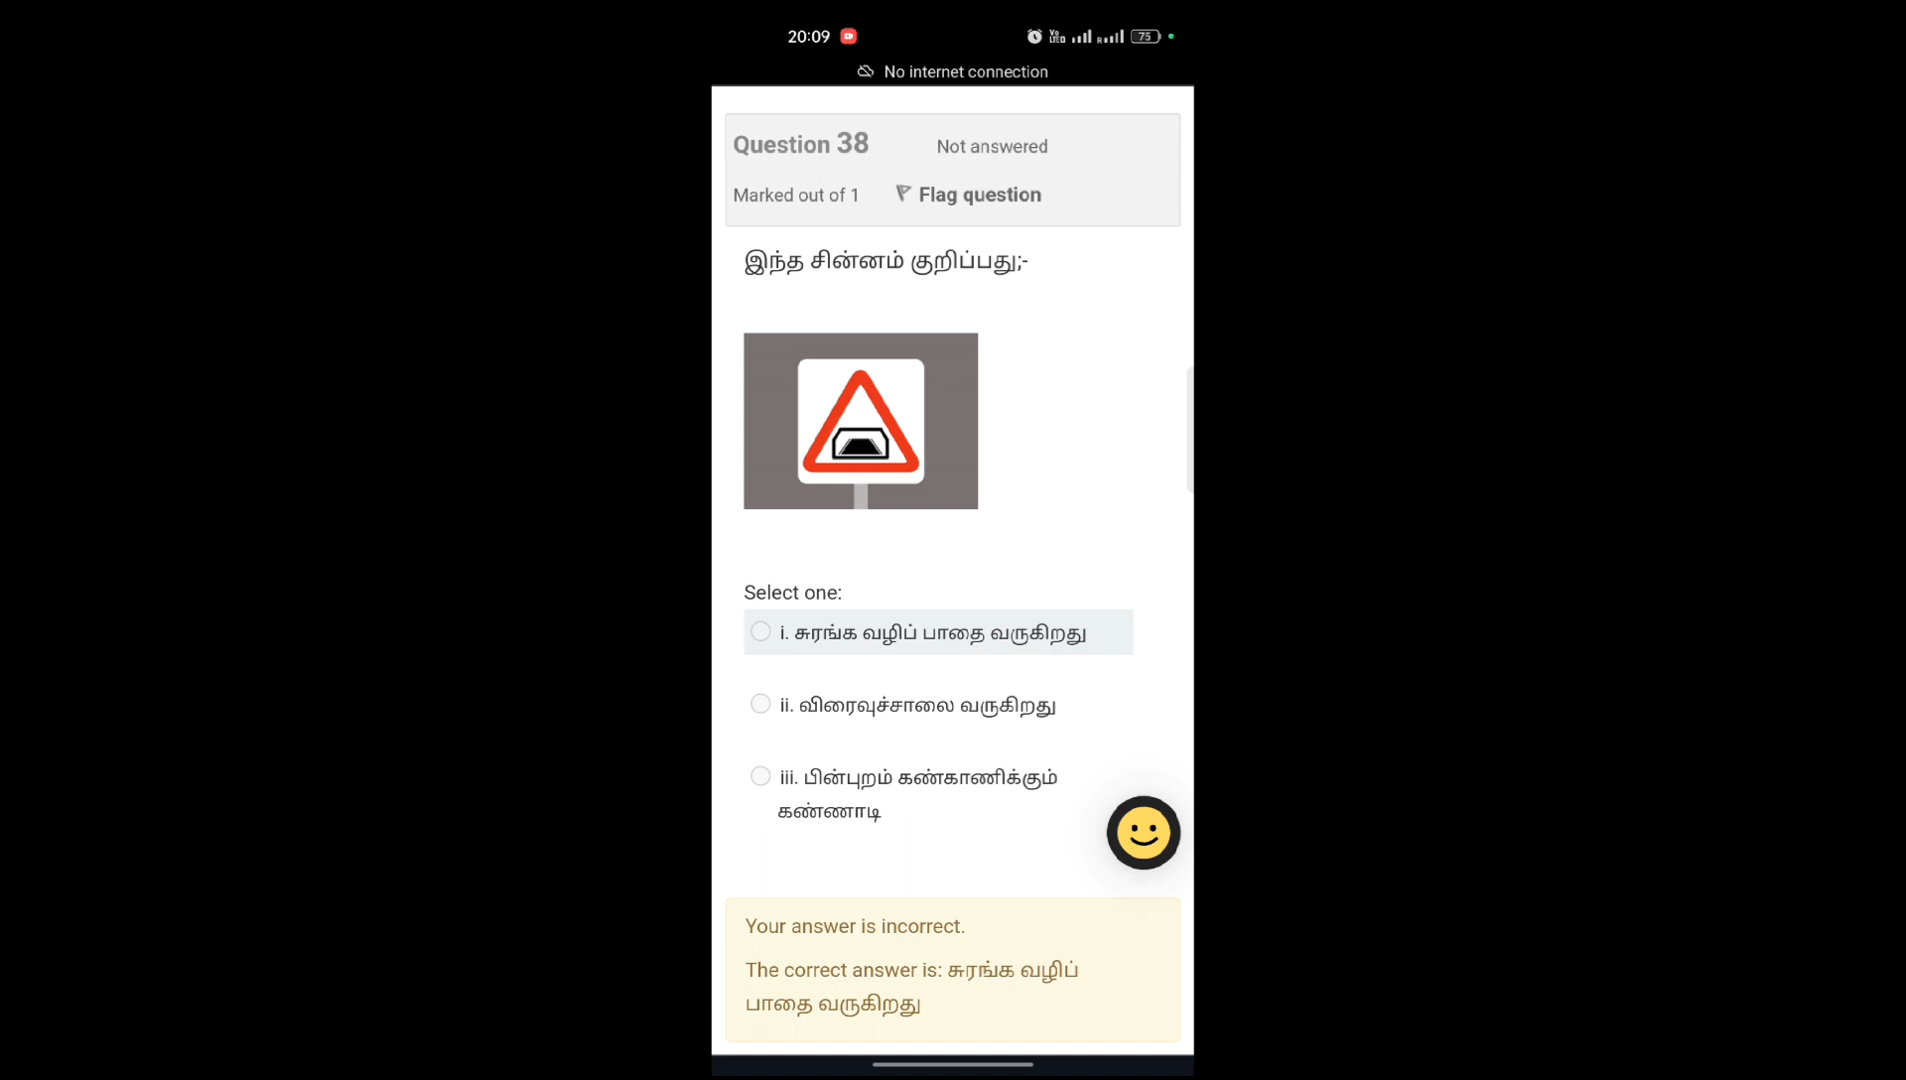 20:09 Vo LTE R 75
No internet connection
Question 38 Not answered
Marked out of 1 Flag question
இந்த சின்னம் குறிப்பது;-
Select one:
i. சுரங்க வழிப் பாதை வருகிறது
ii. விரைவுச்சாலை வருகிறது
iii. பின்புறம் கண்காணிக்கும்
கண்ணாடி
Your answer is incorrect.
The correct answer is: சுரங்க வழிப்
பாதை வருகிறது